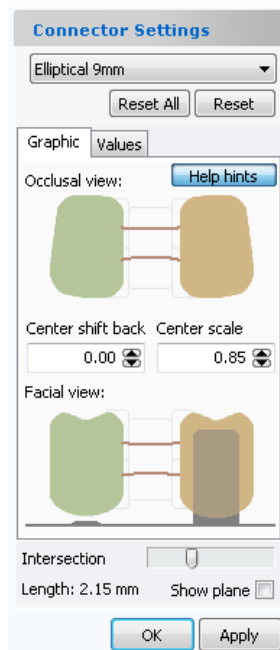 Connector Settings
Elliptical 9mm
Reset All Reset
Graphic Values
Occlusal view: Help hints
Center shift back Center scale
0.00 0.85
Facial view:
Intersection
Length: 2.15 mm Show plane
OK Apply